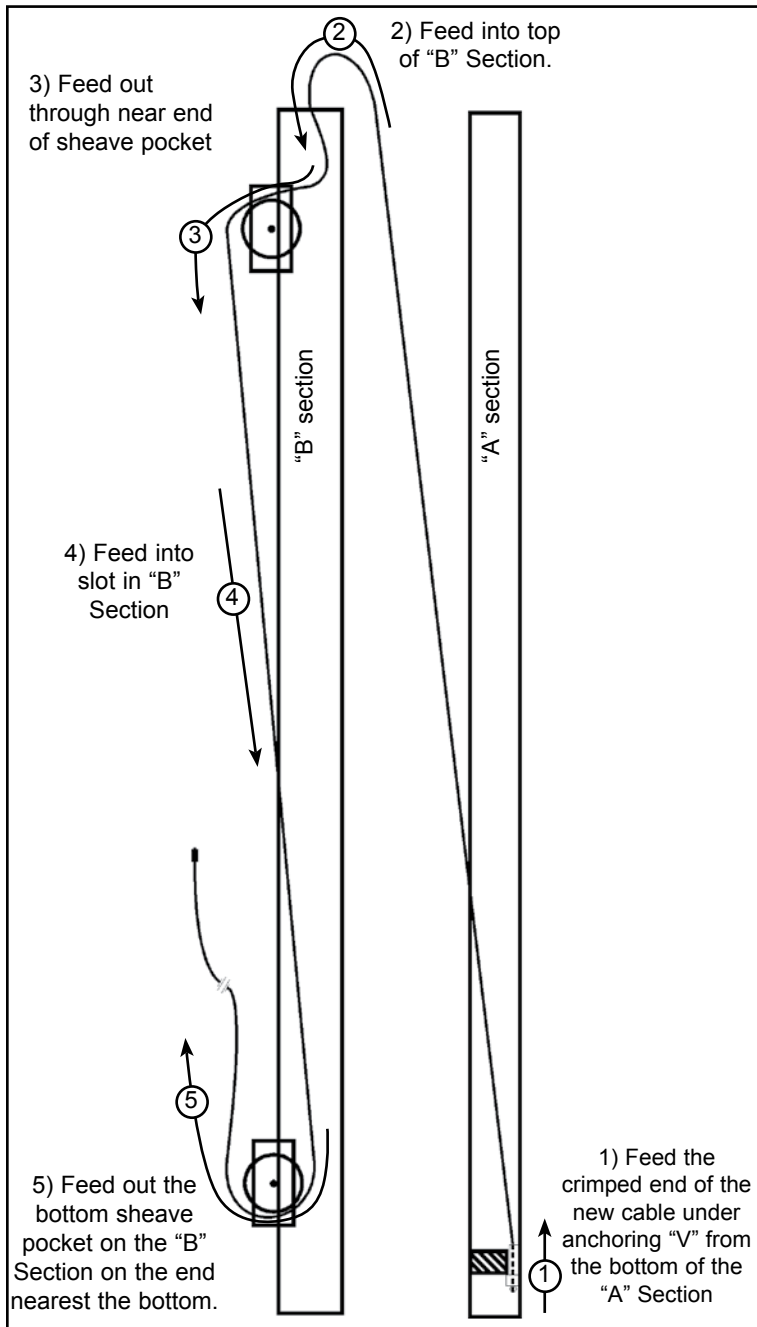 2
2) Feed into top
of “B” Section.
3) Feed out
through near end
of sheave pocket
3
“B” section
“A” section
4) Feed into
slot in “B”
Section
4
5
5) Feed out the
bottom sheave
pocket on the “B”
Section on the end
nearest the bottom.
1) Feed the
crimped end of the
new cable under
anchoring “V” from
the bottom of the
“A” Section
1